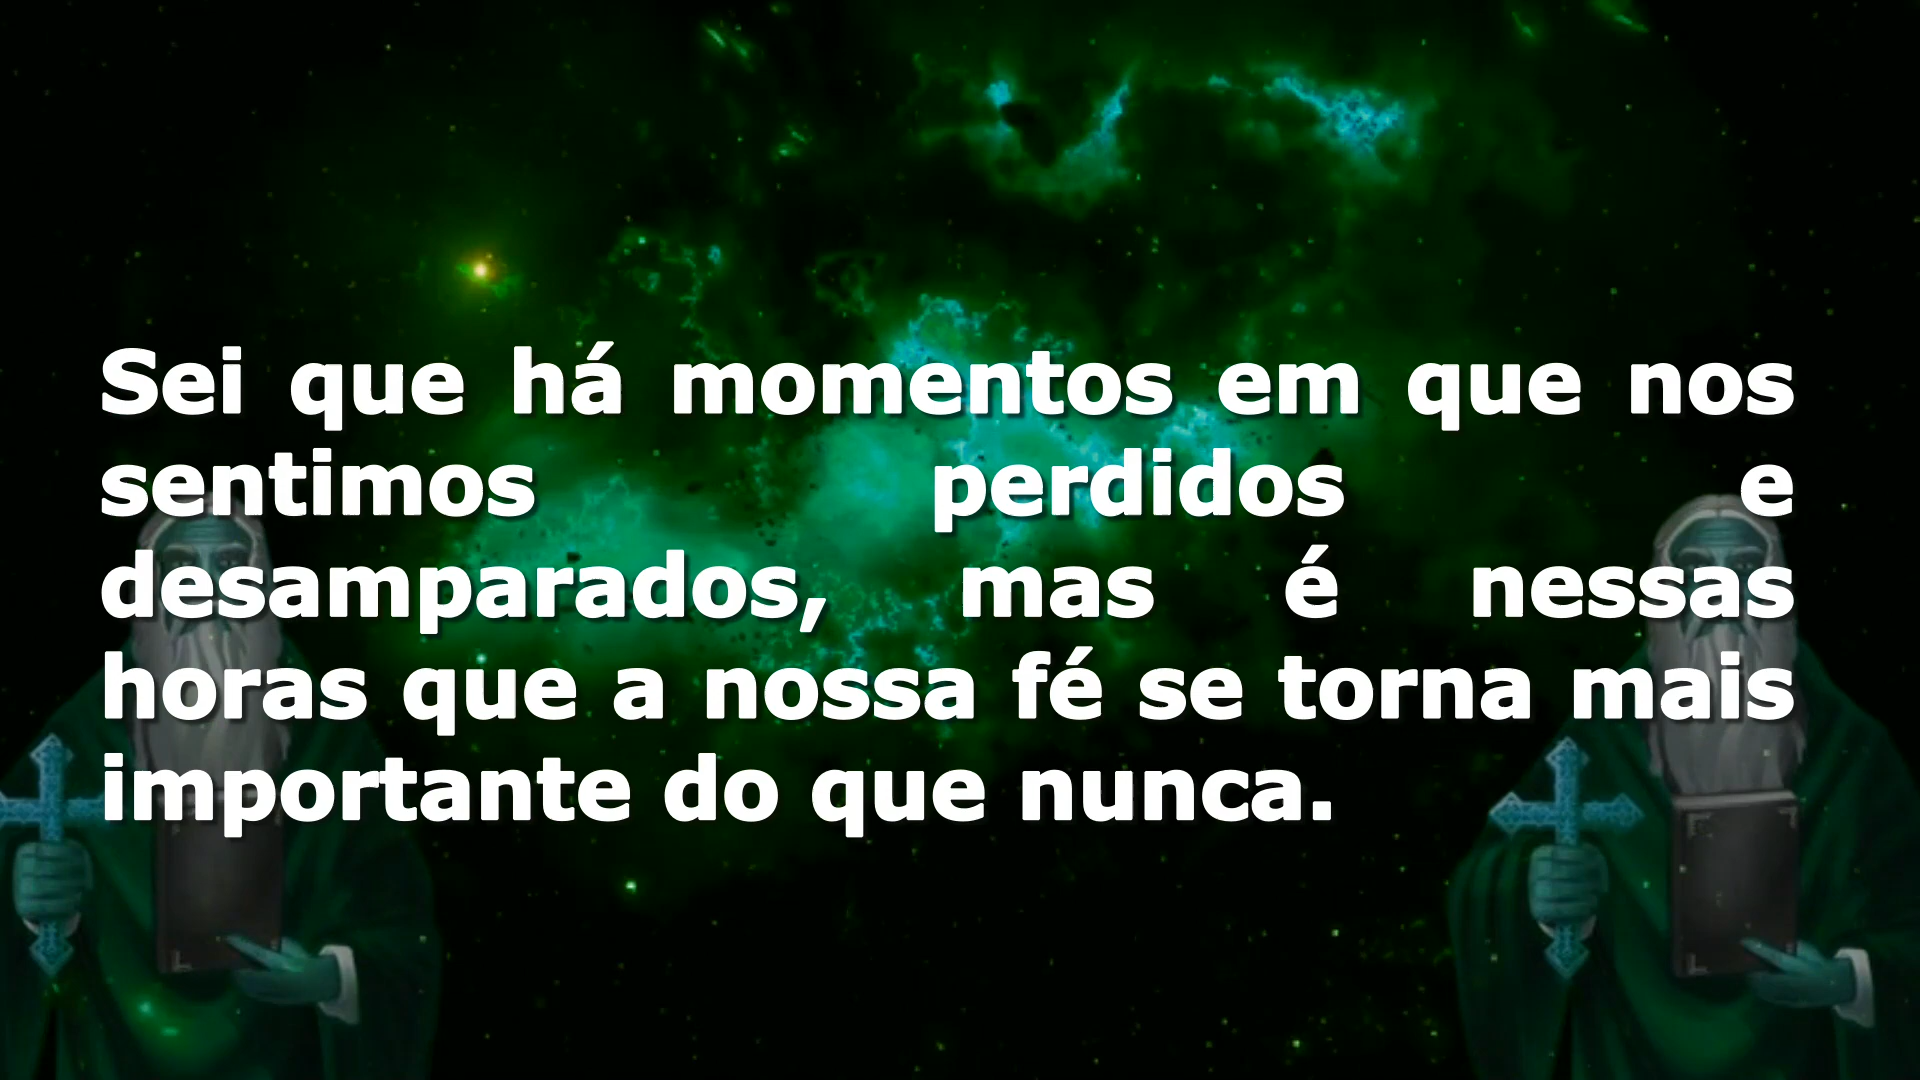 Sei que há momentos em que nos
sentimos perdidos e
desamparados, mas é nessas
horas que a nossa fé se torna mais
importante do que nunca.